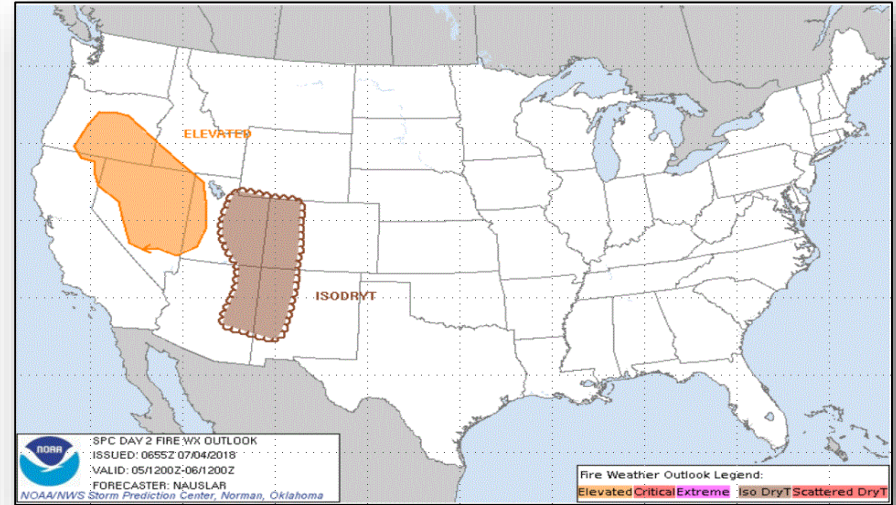 ELEVATED
ISODRYT
NOAA
SPC DAY 2 FIRE WX OUTLOOK
ISSUED: 0655Z 07/04/2018
VALID: 05/1200Z-06/1200Z
FORECASTER: NAUSLAR
NOAA/NWS Storm Prediction Center, Norman, Oklahoma
Fire Weather Outlook Legend:
Elevated Critical Extreme Iso DryT Scattered DryT